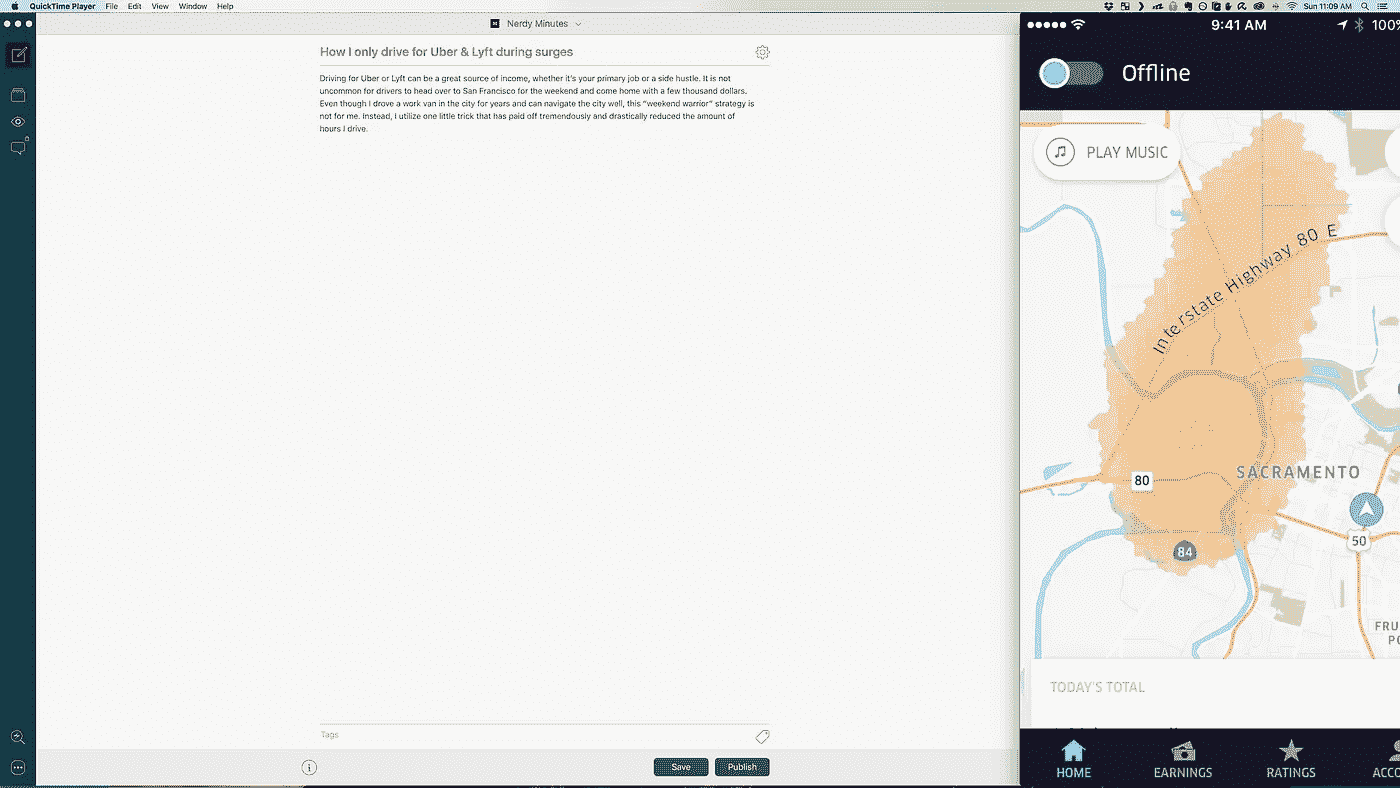 QuickTime Player File Edit View Window Help
Sun 11:09 AM
Nerdy Minutes
How I only drive for Uber & Lyft during surges
Driving for Uber or Lyft can be a great source of income, whether it's your primary job or a side hustle. It is not
uncommon for drivers to head over to San Francisco for the weekend and come home with a few thousand dollars.
Even though I drove a work van in the city for years and can navigate the city well, this "weekend warrior" strategy is
not for me. Instead, I utilize one little trick that has paid off tremendously and drastically reduced the amount of
hours I drive.
Tags
Save
Publish
9:41 AM
100%
Offline
PLAY MUSIC
Interstate Highway 80 E
SACRAMENTO
80
50
84
FRU
PO
TODAY'S TOTAL
HOME
EARNINGS
RATINGS
ACCO